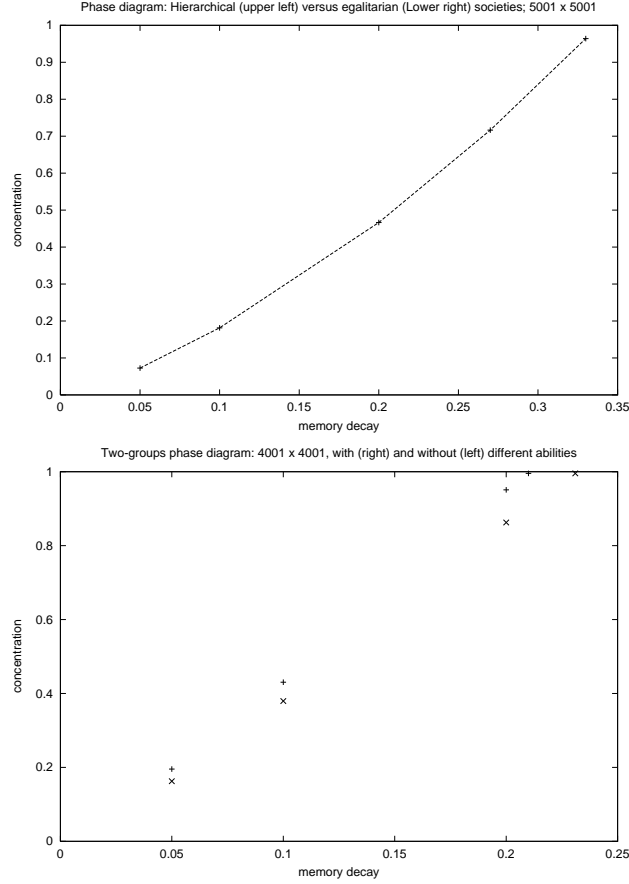 Phase diagram: Hierarchical (upper left) versus egalitarian (Lower right) societies; 5001 x 5001
1
0.9
0.8
0.7
0.6
0.5
0.4
0.3
0.2
0.1
0
concentration
0 0.05 0.1 0.15 0.2 0.25 0.3 0.35
memory decay
Two-groups phase diagram: 4001 x 4001, with (right) and without (left) different abilities
1
0.8
0.6
0.4
0.2
0
concentration
0 0.05 0.1 0.15 0.2 0.25
memory decay